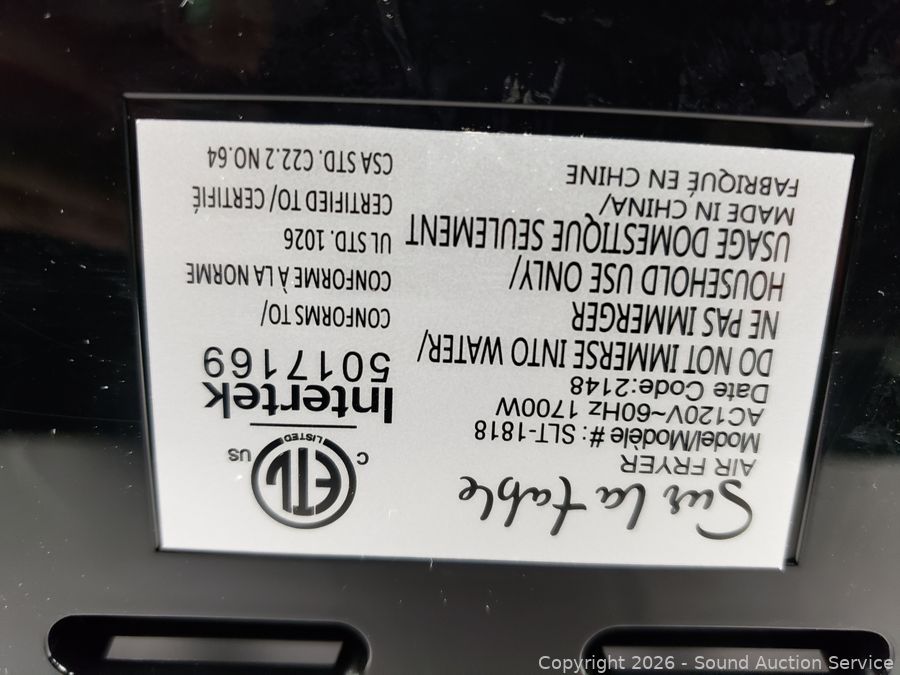 Sur la table
AIR FRYER
Model/Modèle #: SLT-1818
AC120V~60Hz 1700W
Date Code:2148
DO NOT IMMERSE INTO WATER/
NE PAS IMMERGER
HOUSEHOLD USE ONLY/
USAGE DOMESTIQUE SEULEMENT
MADE IN CHINA/
FABRIQUÉ EN CHINE
ETL
LISTED
C US
Intertek
5017169
CONFORMS TO/
CONFORME À LA NORME
UL STD. 1026
CERTIFIED TO/ CERTIFIÉ
CSA STD. C22.2 NO.64
Copyright 2026 - Sound Auction Service